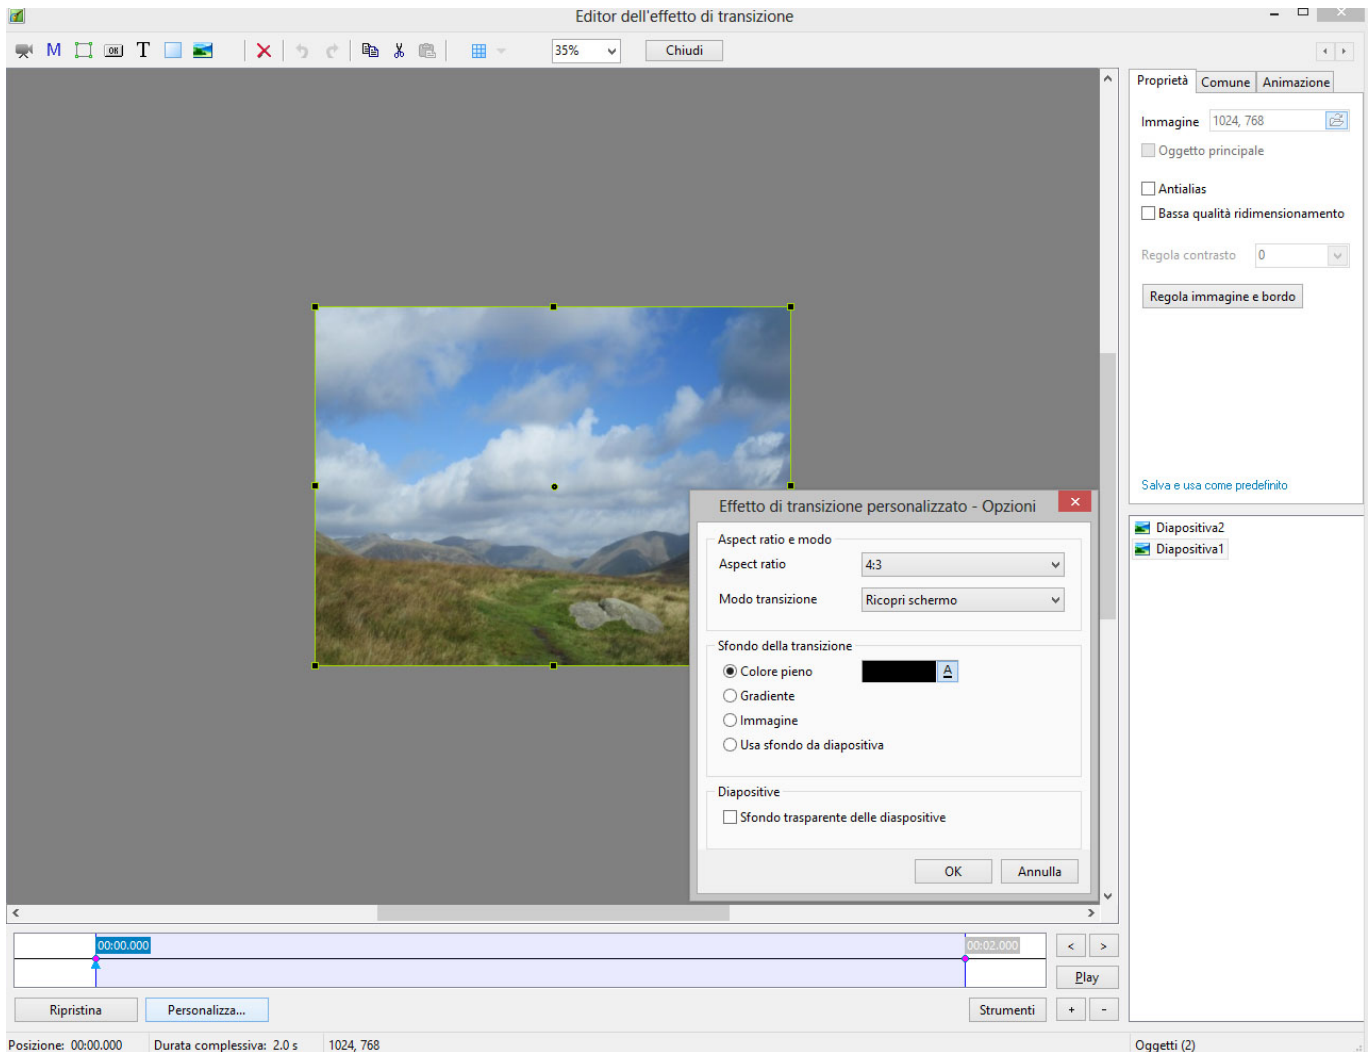 Editor dell'effetto di transizione
M OK T 35% Chiudi
Proprietà Comune Animazione
Immagine 1024, 768
Oggetto principale
Antialias
Bassa qualità ridimensionamento
Regola contrasto 0
Regola immagine e bordo
Salva e usa come predefinito
Diapositiva2
Diapositiva1
Effetto di transizione personalizzato - Opzioni
Aspect ratio e modo
Aspect ratio 4:3
Modo transizione Ricopri schermo
Sfondo della transizione
Colore pieno A
Gradiente
Immagine
Usa sfondo da diapositiva
Diapositive
Sfondo trasparente delle diaspositive
OK Annulla
00:00.000 00:02.000 < >
Play
Ripristina Personalizza... Strumenti + -
Posizione: 00:00.000 Durata complessiva: 2.0 s 1024, 768 Oggetti (2)